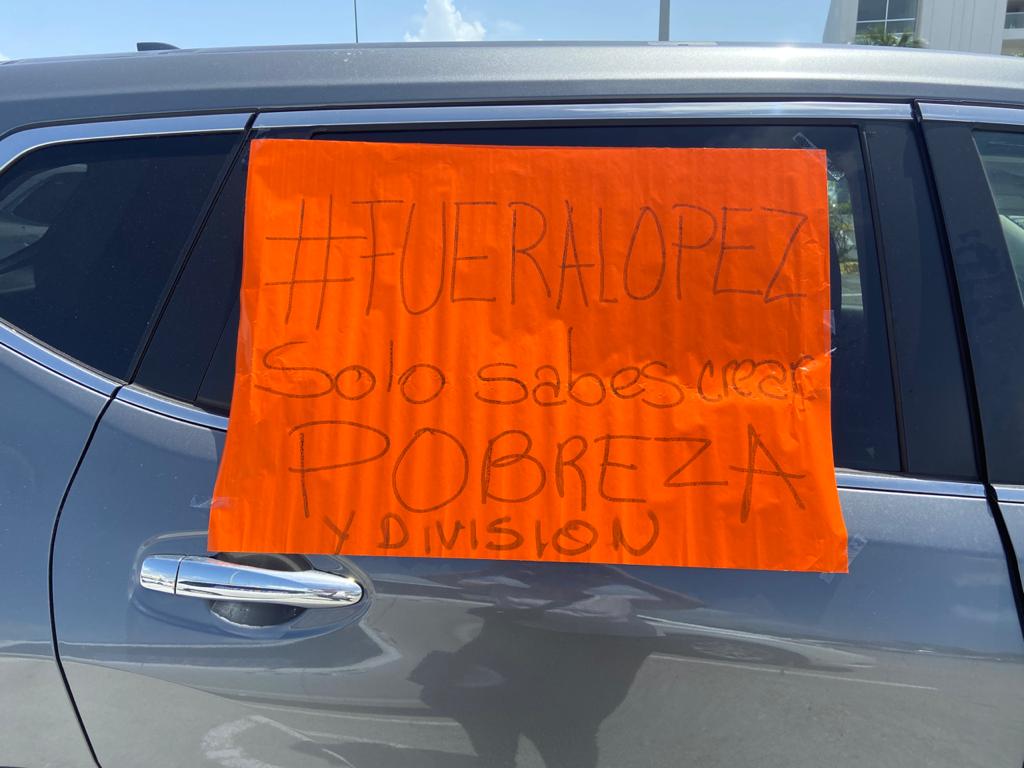 #FUERALOPEZ
Solo sabes crear
POBREZA
Y DIVISION